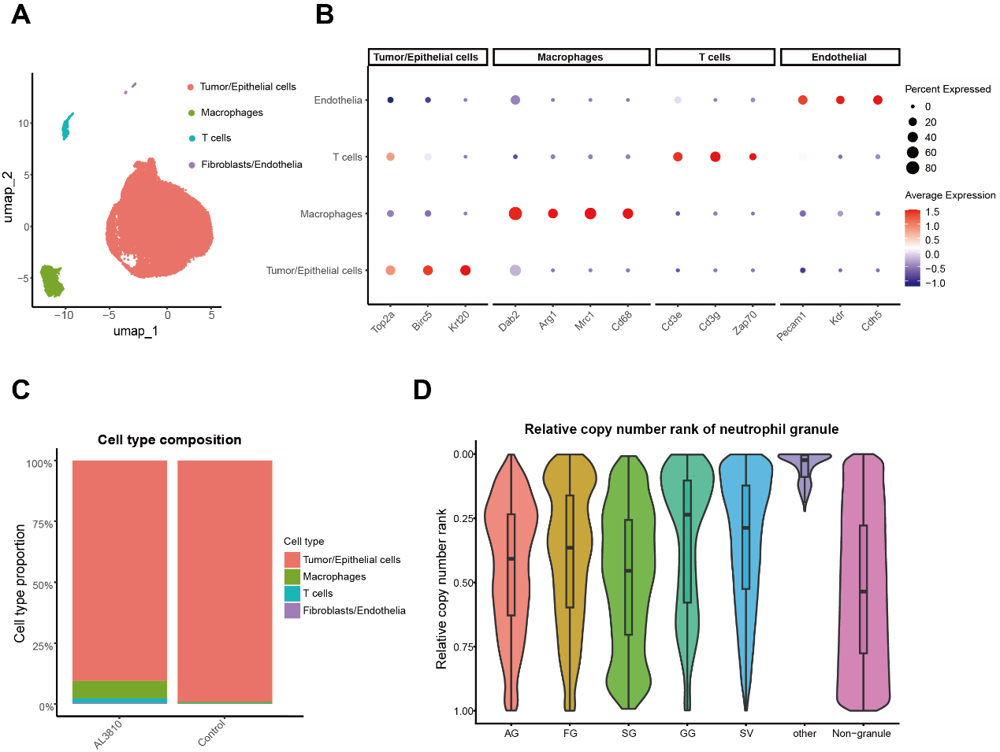 A
Tumor/Epithelial cells
Macrophages
T cells
Fibroblasts/Endothelia
10
5
0
−5
−10
−5
0
5
umap_2
umap_1
B
Tumor/Epithelial cells
Macrophages
T cells
Endothelial
Endothelia
T cells
Macrophages
Tumor/Epithelial cells
Top2a
Birc5
Krt20
Dab2
Arg1
Mrc1
Cd68
Cd3e
Cd3g
Zap70
Pecam1
Kdr
Cdh5
Percent Expressed
0
20
40
60
80
Average Expression
1.5
1.0
0.5
0.0
−0.5
−1.0
C
Cell type composition
Cell type proportion
100%
75%
50%
25%
0%
AL3810
Control
Cell type
Tumor/Epithelial cells
Macrophages
T cells
Fibroblasts/Endothelia
D
Relative copy number rank of neutrophil granule
Relative copy number rank
0.00
0.25
0.50
0.75
1.00
AG
FG
SG
GG
SV
other
Non-granule